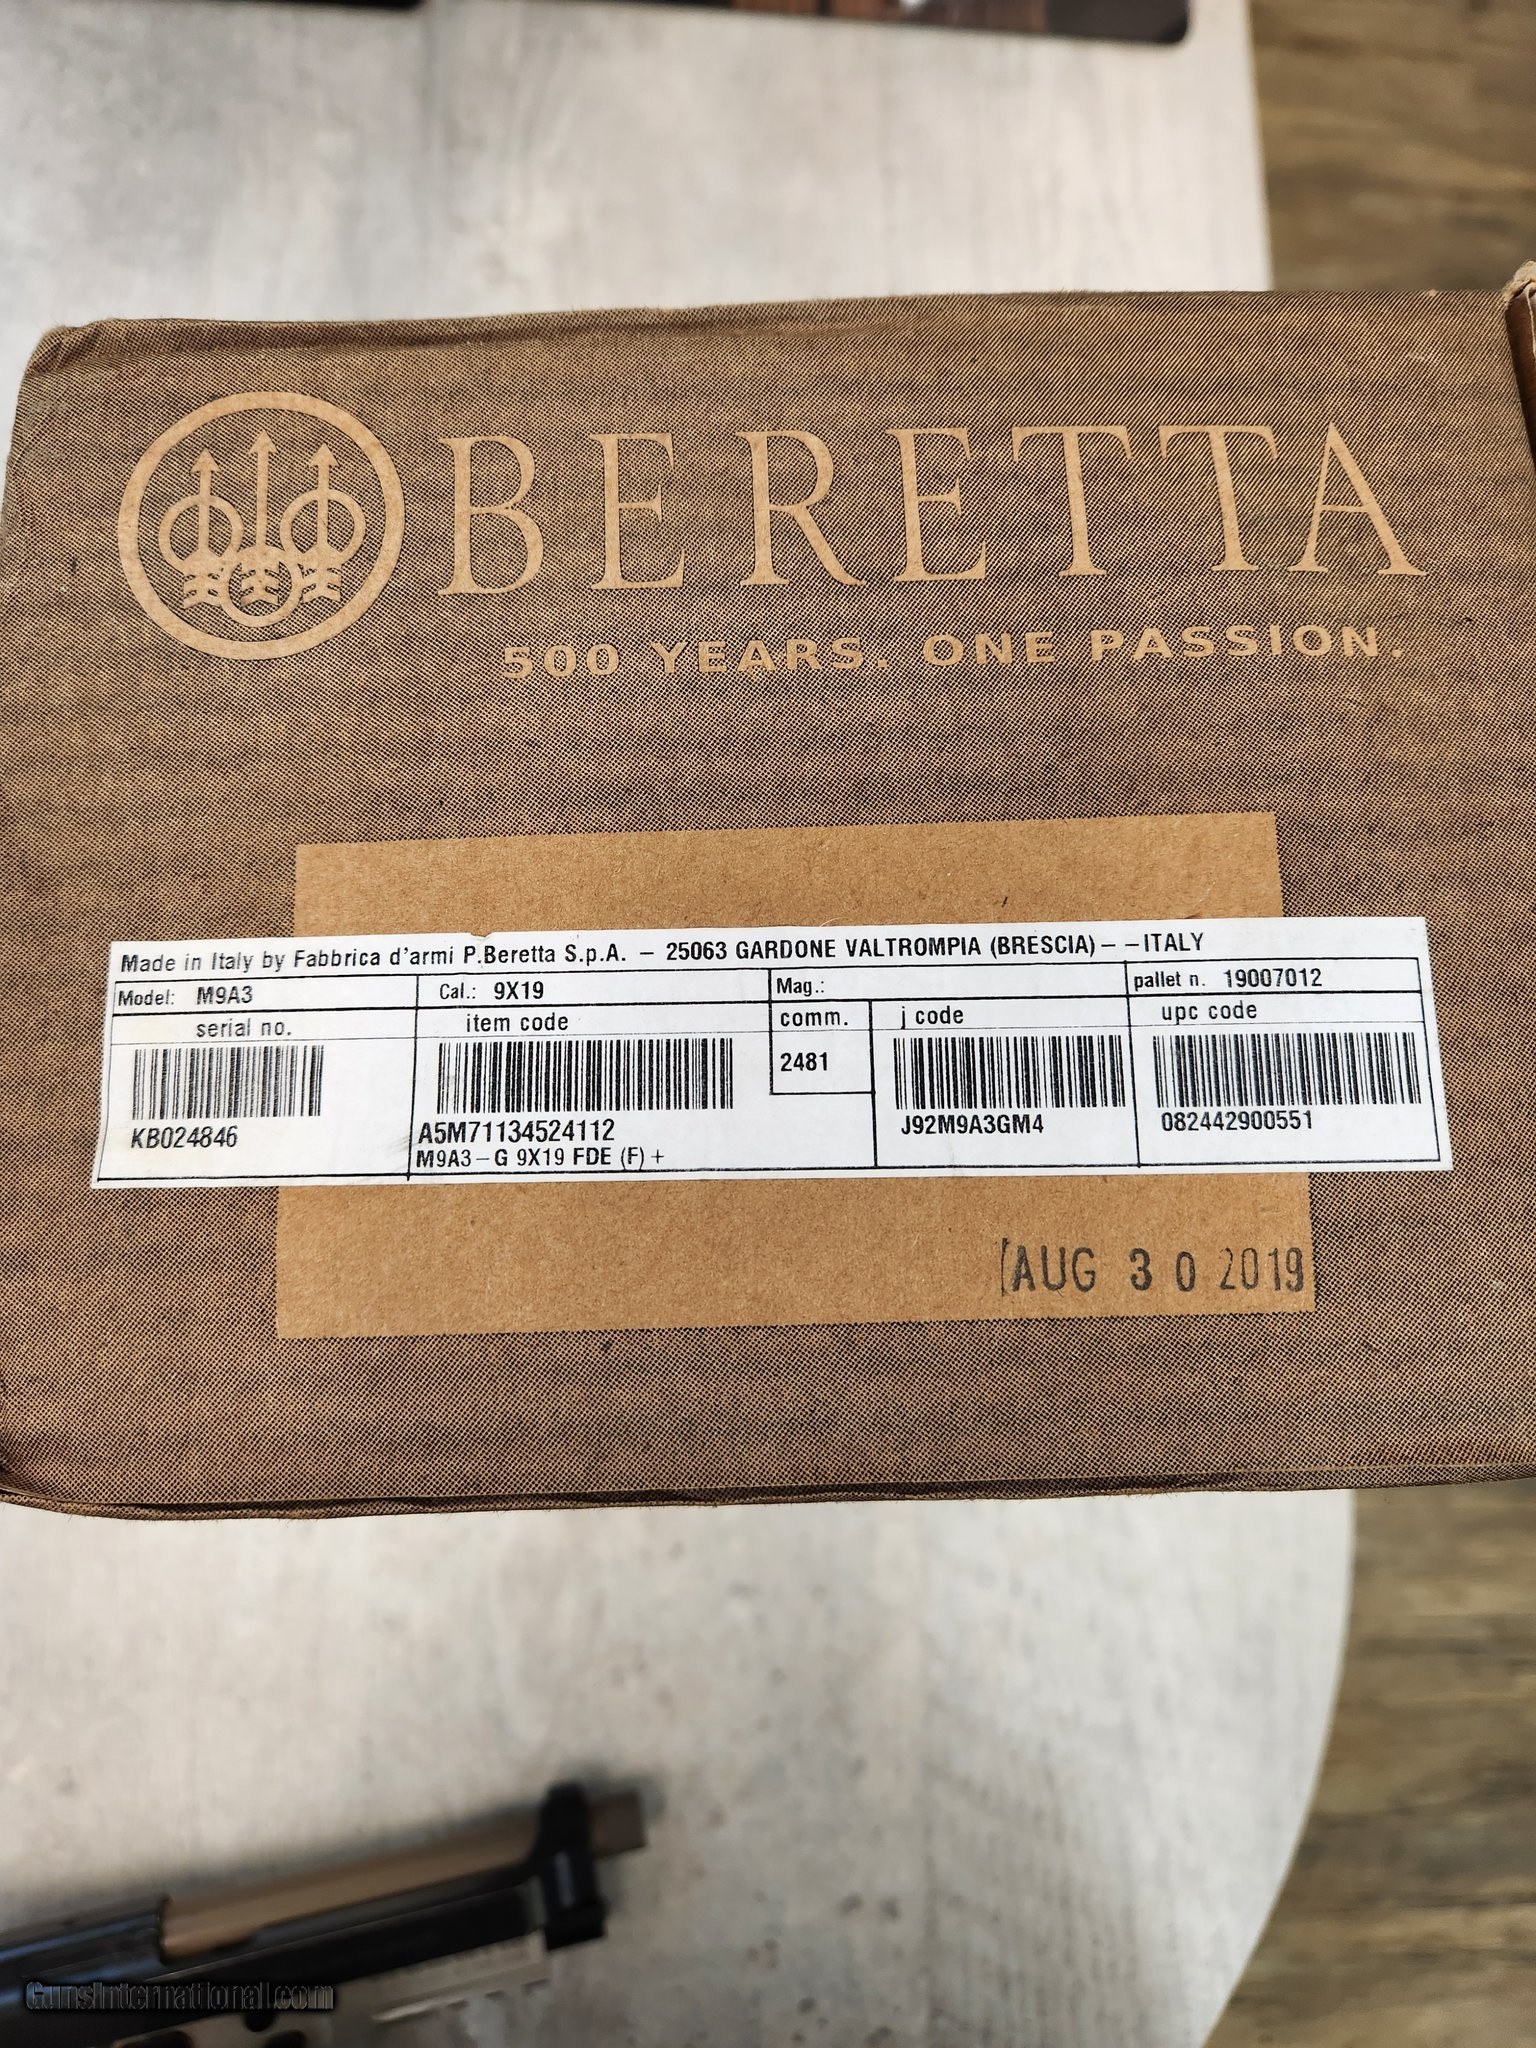 BERETTA
500 YEARS. ONE PASSION.
Made in Italy by Fabbrica d'armi P.Beretta S.p.A. – 25063 GARDONE VALTROMPIA (BRESCIA) – – ITALY
Model: M9A3 Cal.: 9X19 Mag.: pallet n. 19007012
serial no. item code comm. j code upc code
2481
KB024846 A5M71134524112 J92M9A3GM4 082442900551
M9A3-G 9X19 FDE (F) +
AUG 30 2019
GunsInternational.com